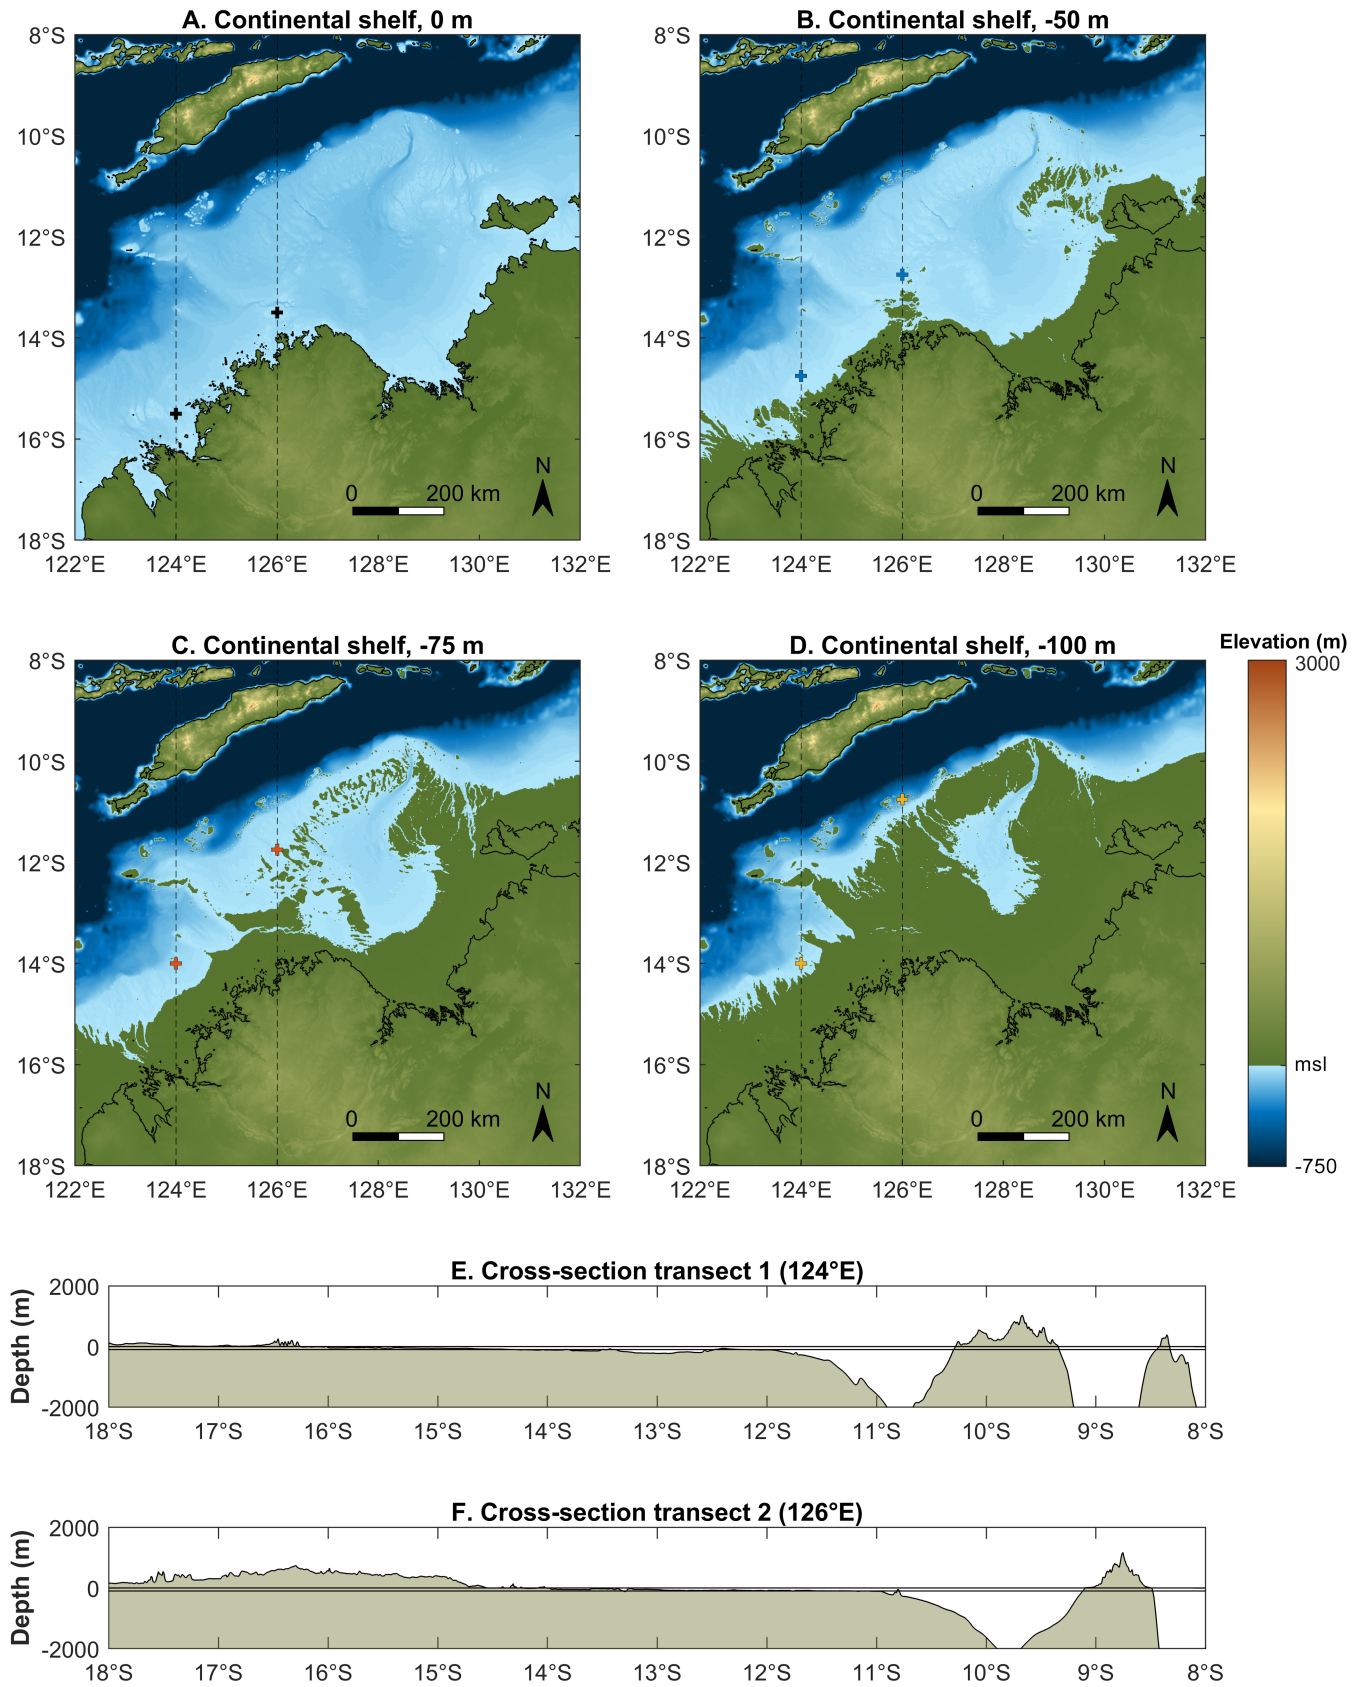 A. Continental shelf, 0 m
8°S
10°S
12°S
14°S
16°S
18°S
122°E 124°E 126°E 128°E 130°E 132°E
0 200 km
N
B. Continental shelf, -50 m
8°S
10°S
12°S
14°S
16°S
18°S
122°E 124°E 126°E 128°E 130°E 132°E
0 200 km
N
C. Continental shelf, -75 m
8°S
10°S
12°S
14°S
16°S
18°S
122°E 124°E 126°E 128°E 130°E 132°E
0 200 km
N
D. Continental shelf, -100 m
8°S
10°S
12°S
14°S
16°S
18°S
122°E 124°E 126°E 128°E 130°E 132°E
0 200 km
N
Elevation (m)
3000
msl
-750
E. Cross-section transect 1 (124°E)
Depth (m)
2000
0
-2000
18°S 17°S 16°S 15°S 14°S 13°S 12°S 11°S 10°S 9°S 8°S
F. Cross-section transect 2 (126°E)
Depth (m)
2000
0
-2000
18°S 17°S 16°S 15°S 14°S 13°S 12°S 11°S 10°S 9°S 8°S